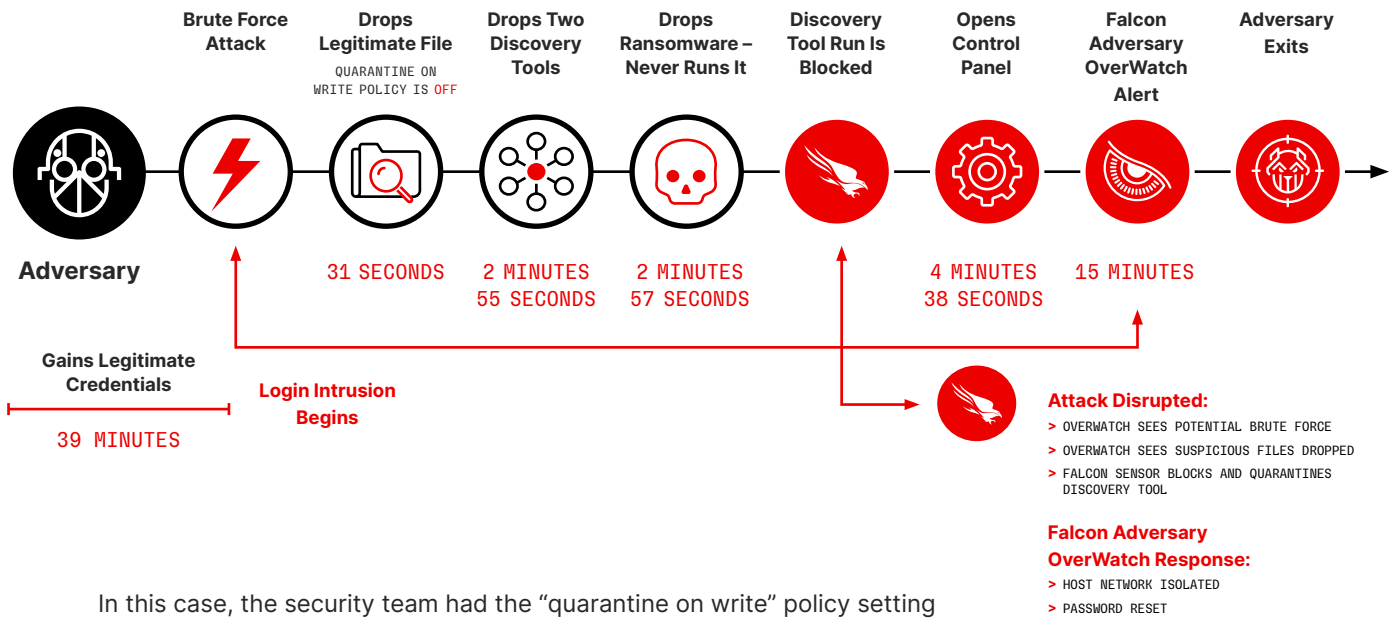 Brute Force
Attack
Drops
Legitimate File
QUARANTINE ON
WRITE POLICY IS OFF
Drops Two
Discovery
Tools
Drops
Ransomware –
Never Runs It
Discovery
Tool Run Is
Blocked
Opens
Control
Panel
Falcon
Adversary
OverWatch
Alert
Adversary
Exits
Adversary
31 SECONDS
2 MINUTES
55 SECONDS
2 MINUTES
57 SECONDS
4 MINUTES
38 SECONDS
15 MINUTES
Gains Legitimate
Credentials
39 MINUTES
Login Intrusion
Begins
Attack Disrupted:
> OVERWATCH SEES POTENTIAL BRUTE FORCE
> OVERWATCH SEES SUSPICIOUS FILES DROPPED
> FALCON SENSOR BLOCKS AND QUARANTINES
DISCOVERY TOOL
Falcon Adversary
OverWatch Response:
> HOST NETWORK ISOLATED
> PASSWORD RESET
In this case, the security team had the “quarantine on write” policy setting